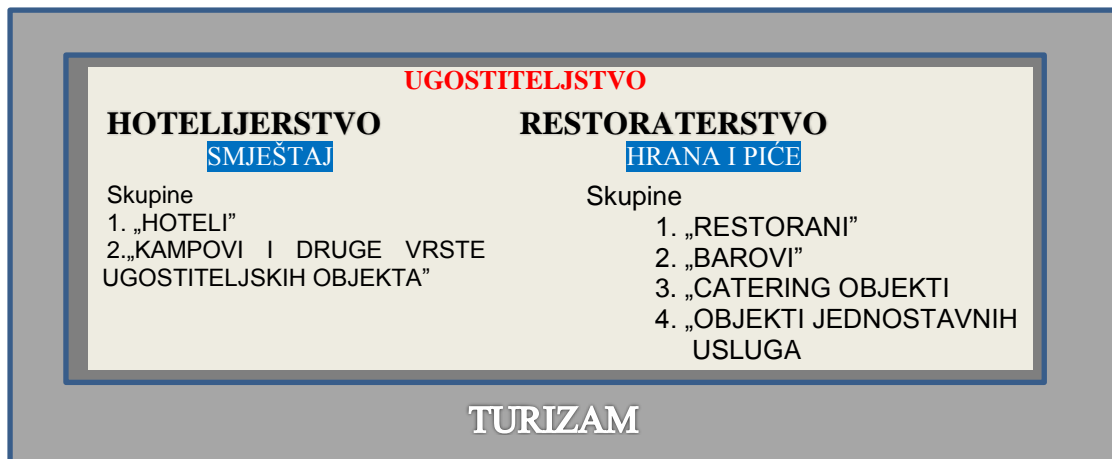 UGOSTITELJSTVO
HOTELIJERSTVO
SMJEŠTAJ
Skupine
1. „HOTELI”
2.„KAMPOVI I DRUGE VRSTE
UGOSTITELJSKIH OBJEKTA”
RESTORATERSTVO
HRANA I PIĆE
Skupine
1. „RESTORANI”
2. „BAROVI”
3. „CATERING OBJEKTI
4. „OBJEKTI JEDNOSTAVNIH
USLUGA
TURIZAM